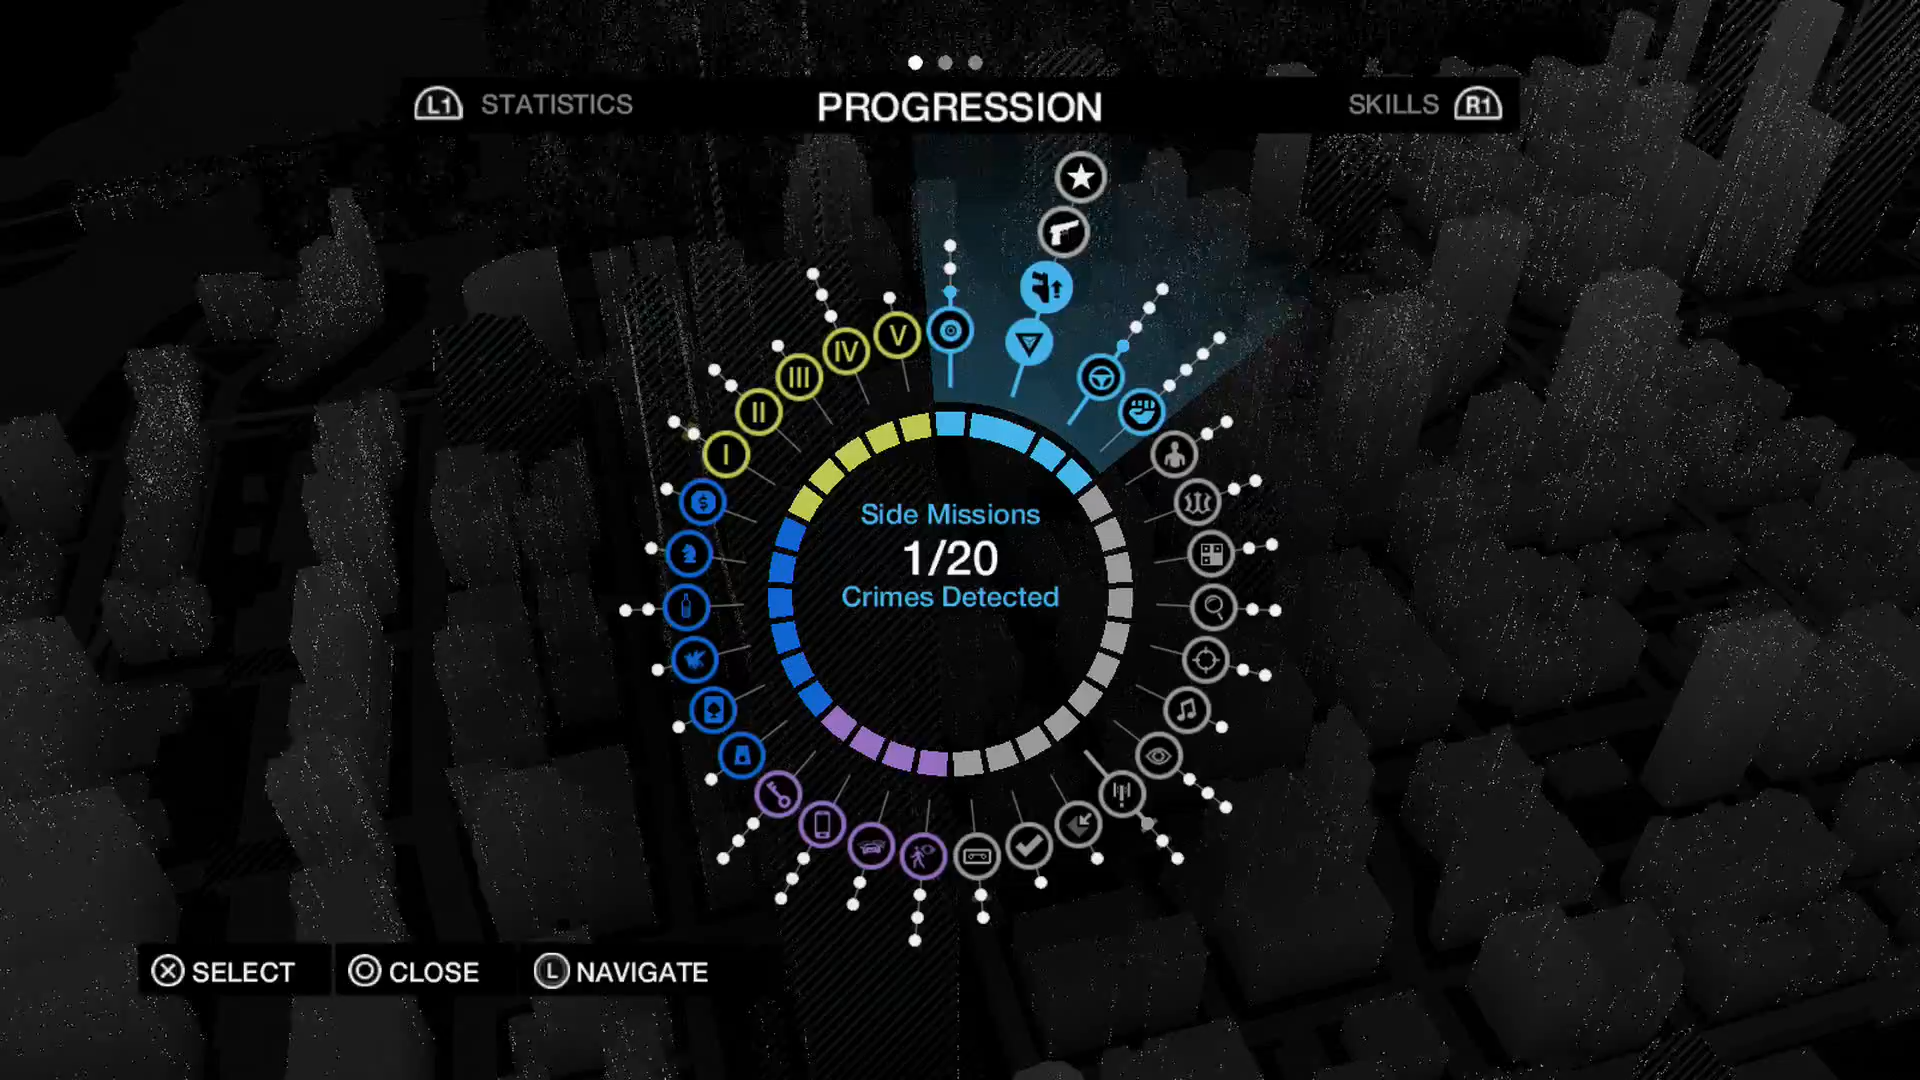 L1 STATISTICS
PROGRESSION
SKILLS R1
V
IV
III
II
I
$
Side Missions
1/20
Crimes Detected
SELECT
CLOSE
L NAVIGATE